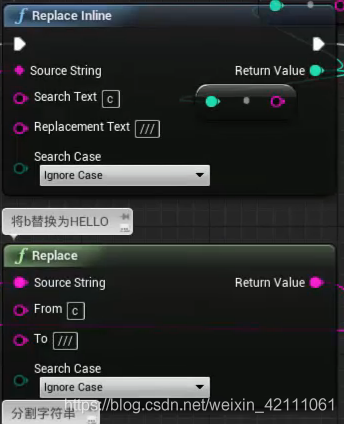 f Replace Inline
Source String
Return Value
Search Text c
Replacement Text ///
Search Case
Ignore Case
将b替换为HELLO
f Replace
Source String
Return Value
From c
To ///
Search Case
Ignore Case
https://blog.csdn.net/weixin_42111061
分割字符串